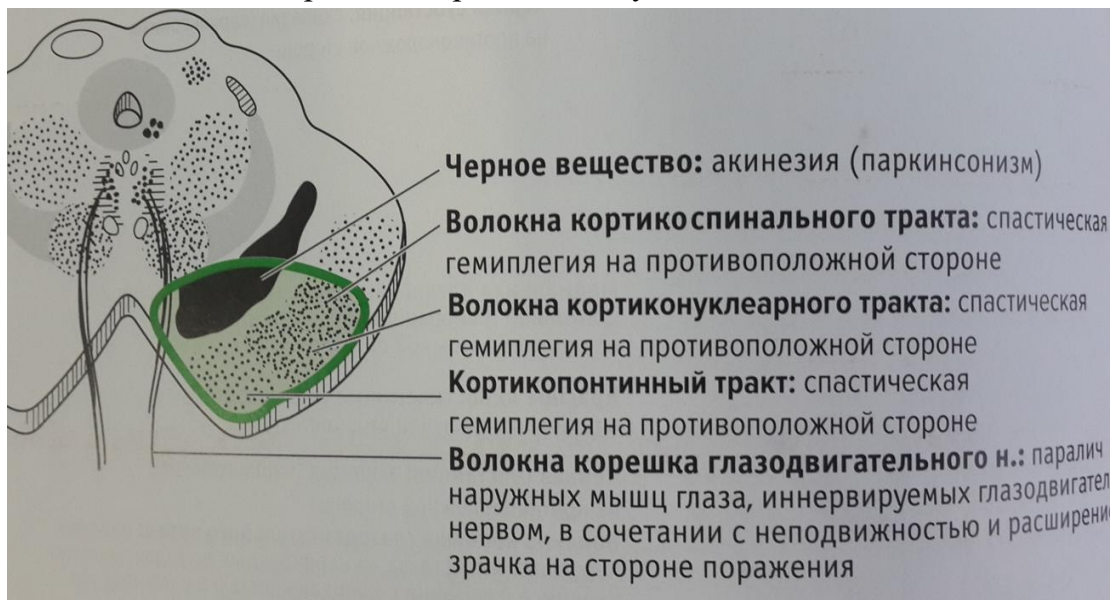 Черное вещество: акинезия (паркинсонизм)
Волокна кортикоспинального тракта: спастическая
гемиплегия на противоположной стороне
Волокна кортиконуклеарного тракта: спастическая
гемиплегия на противоположной стороне
Кортикопонтинный тракт: спастическая
гемиплегия на противоположной стороне
Волокна корешка глазодвигательного н.: паралич
наружных мышц глаза, иннервируемых глазодвигател
нервом, в сочетании с неподвижностью и расширение
зрачка на стороне поражения